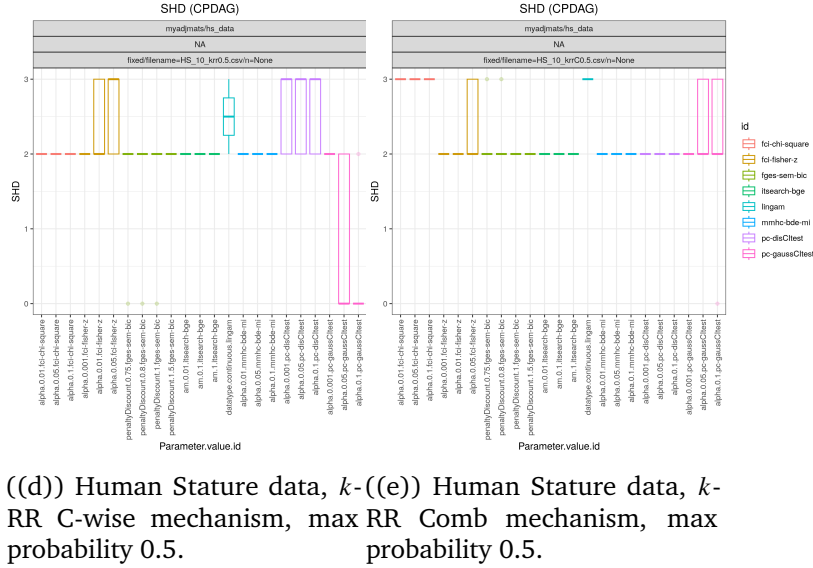 SHD (CPDAG)
myadjmats/hs_data
NA
fixed/filename=HS_10_krr0.5.csv/n=None
SHD
3
2
1
0
alpha.0.01.fci-chi-square
alpha.0.05.fci-chi-square
alpha.0.1.fci-chi-square
alpha.0.001.fci-fisher-z
alpha.0.01.fci-fisher-z
alpha.0.05.fci-fisher-z
penaltyDiscount.0.75.fges-sem-bic
penaltyDiscount.0.8.fges-sem-bic
penaltyDiscount.1.fges-sem-bic
penaltyDiscount.1.5.fges-sem-bic
am.0.01.itsearch-bge
am.0.1.itsearch-bge
am.1.itsearch-bge
datatype.continuous.lingam
alpha.0.01.mmhc-bde-mi
alpha.0.05.mmhc-bde-mi
alpha.0.1.mmhc-bde-mi
alpha.0.001.pc-disCItest
alpha.0.05.pc-disCItest
alpha.0.1.pc-disCItest
alpha.0.001.pc-gaussCItest
alpha.0.05.pc-gaussCItest
alpha.0.1.pc-gaussCItest
Parameter.value.id
SHD (CPDAG)
myadjmats/hs_data
NA
fixed/filename=HS_10_krrC0.5.csv/n=None
SHD
3
2
1
0
alpha.0.01.fci-chi-square
alpha.0.05.fci-chi-square
alpha.0.1.fci-chi-square
alpha.0.001.fci-fisher-z
alpha.0.01.fci-fisher-z
alpha.0.05.fci-fisher-z
penaltyDiscount.0.75.fges-sem-bic
penaltyDiscount.0.8.fges-sem-bic
penaltyDiscount.1.fges-sem-bic
penaltyDiscount.1.5.fges-sem-bic
am.0.01.itsearch-bge
am.0.1.itsearch-bge
am.1.itsearch-bge
datatype.continuous.lingam
alpha.0.01.mmhc-bde-mi
alpha.0.05.mmhc-bde-mi
alpha.0.1.mmhc-bde-mi
alpha.0.001.pc-disCItest
alpha.0.05.pc-disCItest
alpha.0.1.pc-disCItest
alpha.0.001.pc-gaussCItest
alpha.0.05.pc-gaussCItest
alpha.0.1.pc-gaussCItest
Parameter.value.id
id
fci-chi-square
fci-fisher-z
fges-sem-bic
itsearch-bge
lingam
mmhc-bde-mi
pc-disCItest
pc-gaussCItest
((d)) Human Stature data, k-
RR C-wise mechanism, max
probability 0.5.
((e)) Human Stature data, k-
RR Comb mechanism, max
probability 0.5.